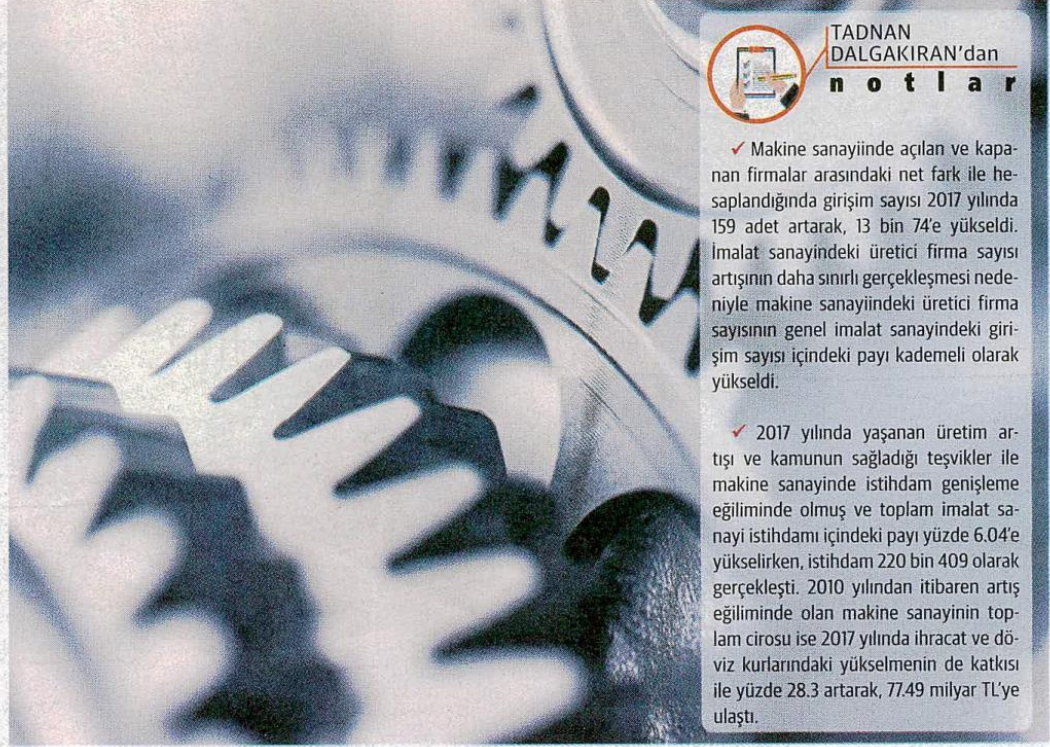 TADNAN
DALGAKIRAN'dan
notlar
✓ Makine sanayiinde açılan ve kapa-
nan firmalar arasındaki net fark ile he-
saplandığında girişim sayısı 2017 yılında
159 adet artarak, 13 bin 74'e yükseldi.
İmalat sanayindeki üretici firma sayısı
artışının daha sınırlı gerçekleşmesi nede-
niyle makine sanayiindeki üretici firma
sayısının genel imalat sanayindeki giri-
şim sayısı içindeki payı kademeli olarak
yükseldi.
✓ 2017 yılında yaşanan üretim ar-
tışı ve kamunun sağladığı teşvikler ile
makine sanayinde istihdam genişleme
eğiliminde olmuş ve toplam imalat sa-
nayi istihdamı içindeki payı yüzde 6.04'e
yükselirken, istihdam 220 bin 409 olarak
gerçekleşti. 2010 yılından itibaren artış
eğiliminde olan makine sanayinin top-
lam cirosu ise 2017 yılında ihracat ve dö-
viz kurlarındaki yükselmenin de katkısı
ile yüzde 28.3 artarak, 77.49 milyar TL'ye
ulaştı.